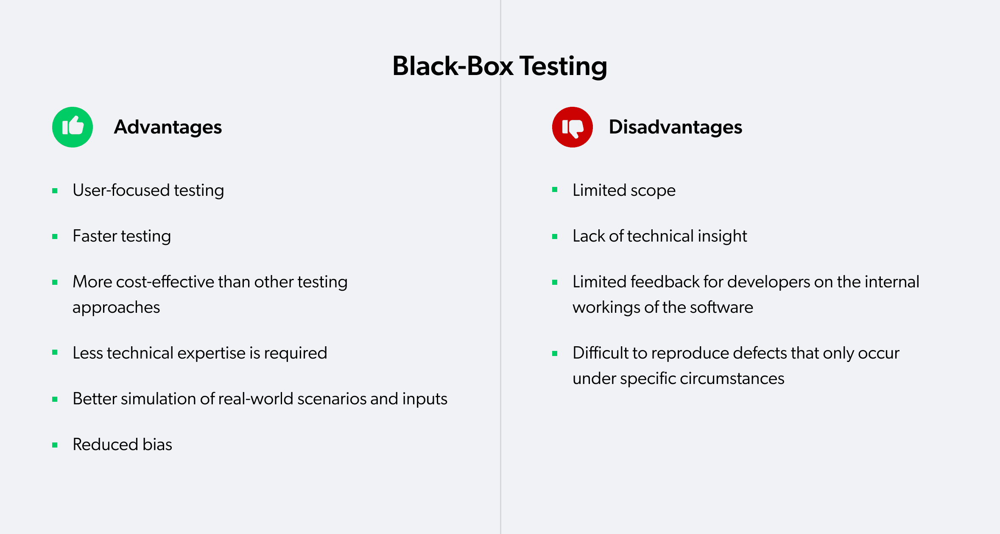 Black-Box Testing
Advantages
User-focused testing
Faster testing
More cost-effective than other testing
approaches
Less technical expertise is required
Better simulation of real-world scenarios and inputs
Reduced bias
Disadvantages
Limited scope
Lack of technical insight
Limited feedback for developers on the internal
workings of the software
Difficult to reproduce defects that only occur
under specific circumstances